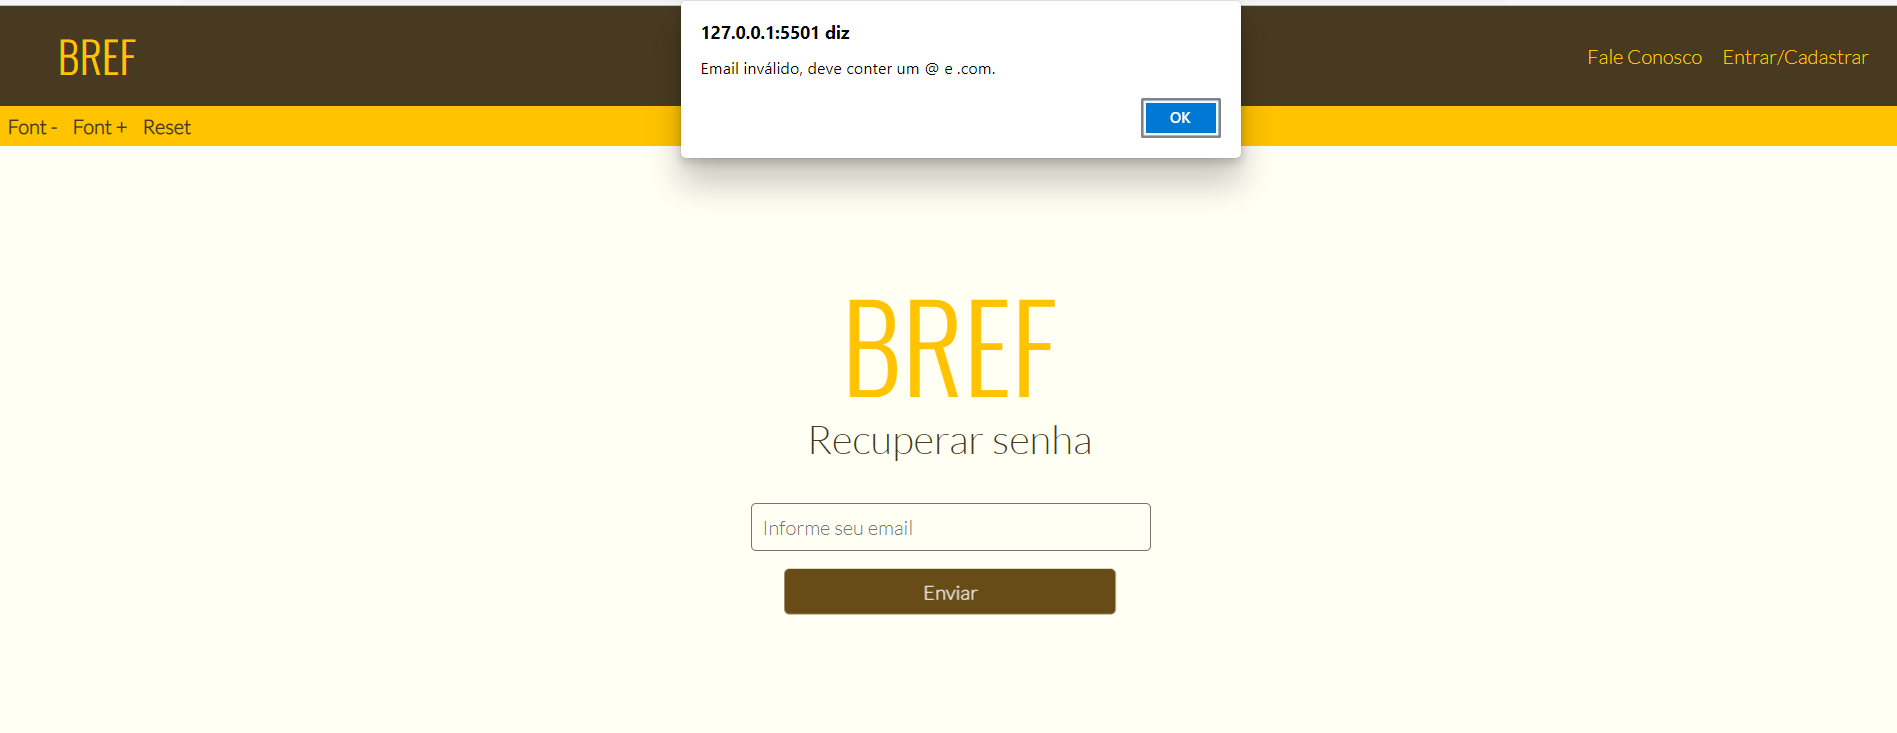 127.0.0.1:5501 diz
Email inválido, deve conter um @ e .com.
OK
BREF
Fale Conosco Entrar/Cadastrar
Font - Font + Reset
BREF
Recuperar senha
Informe seu email
Enviar